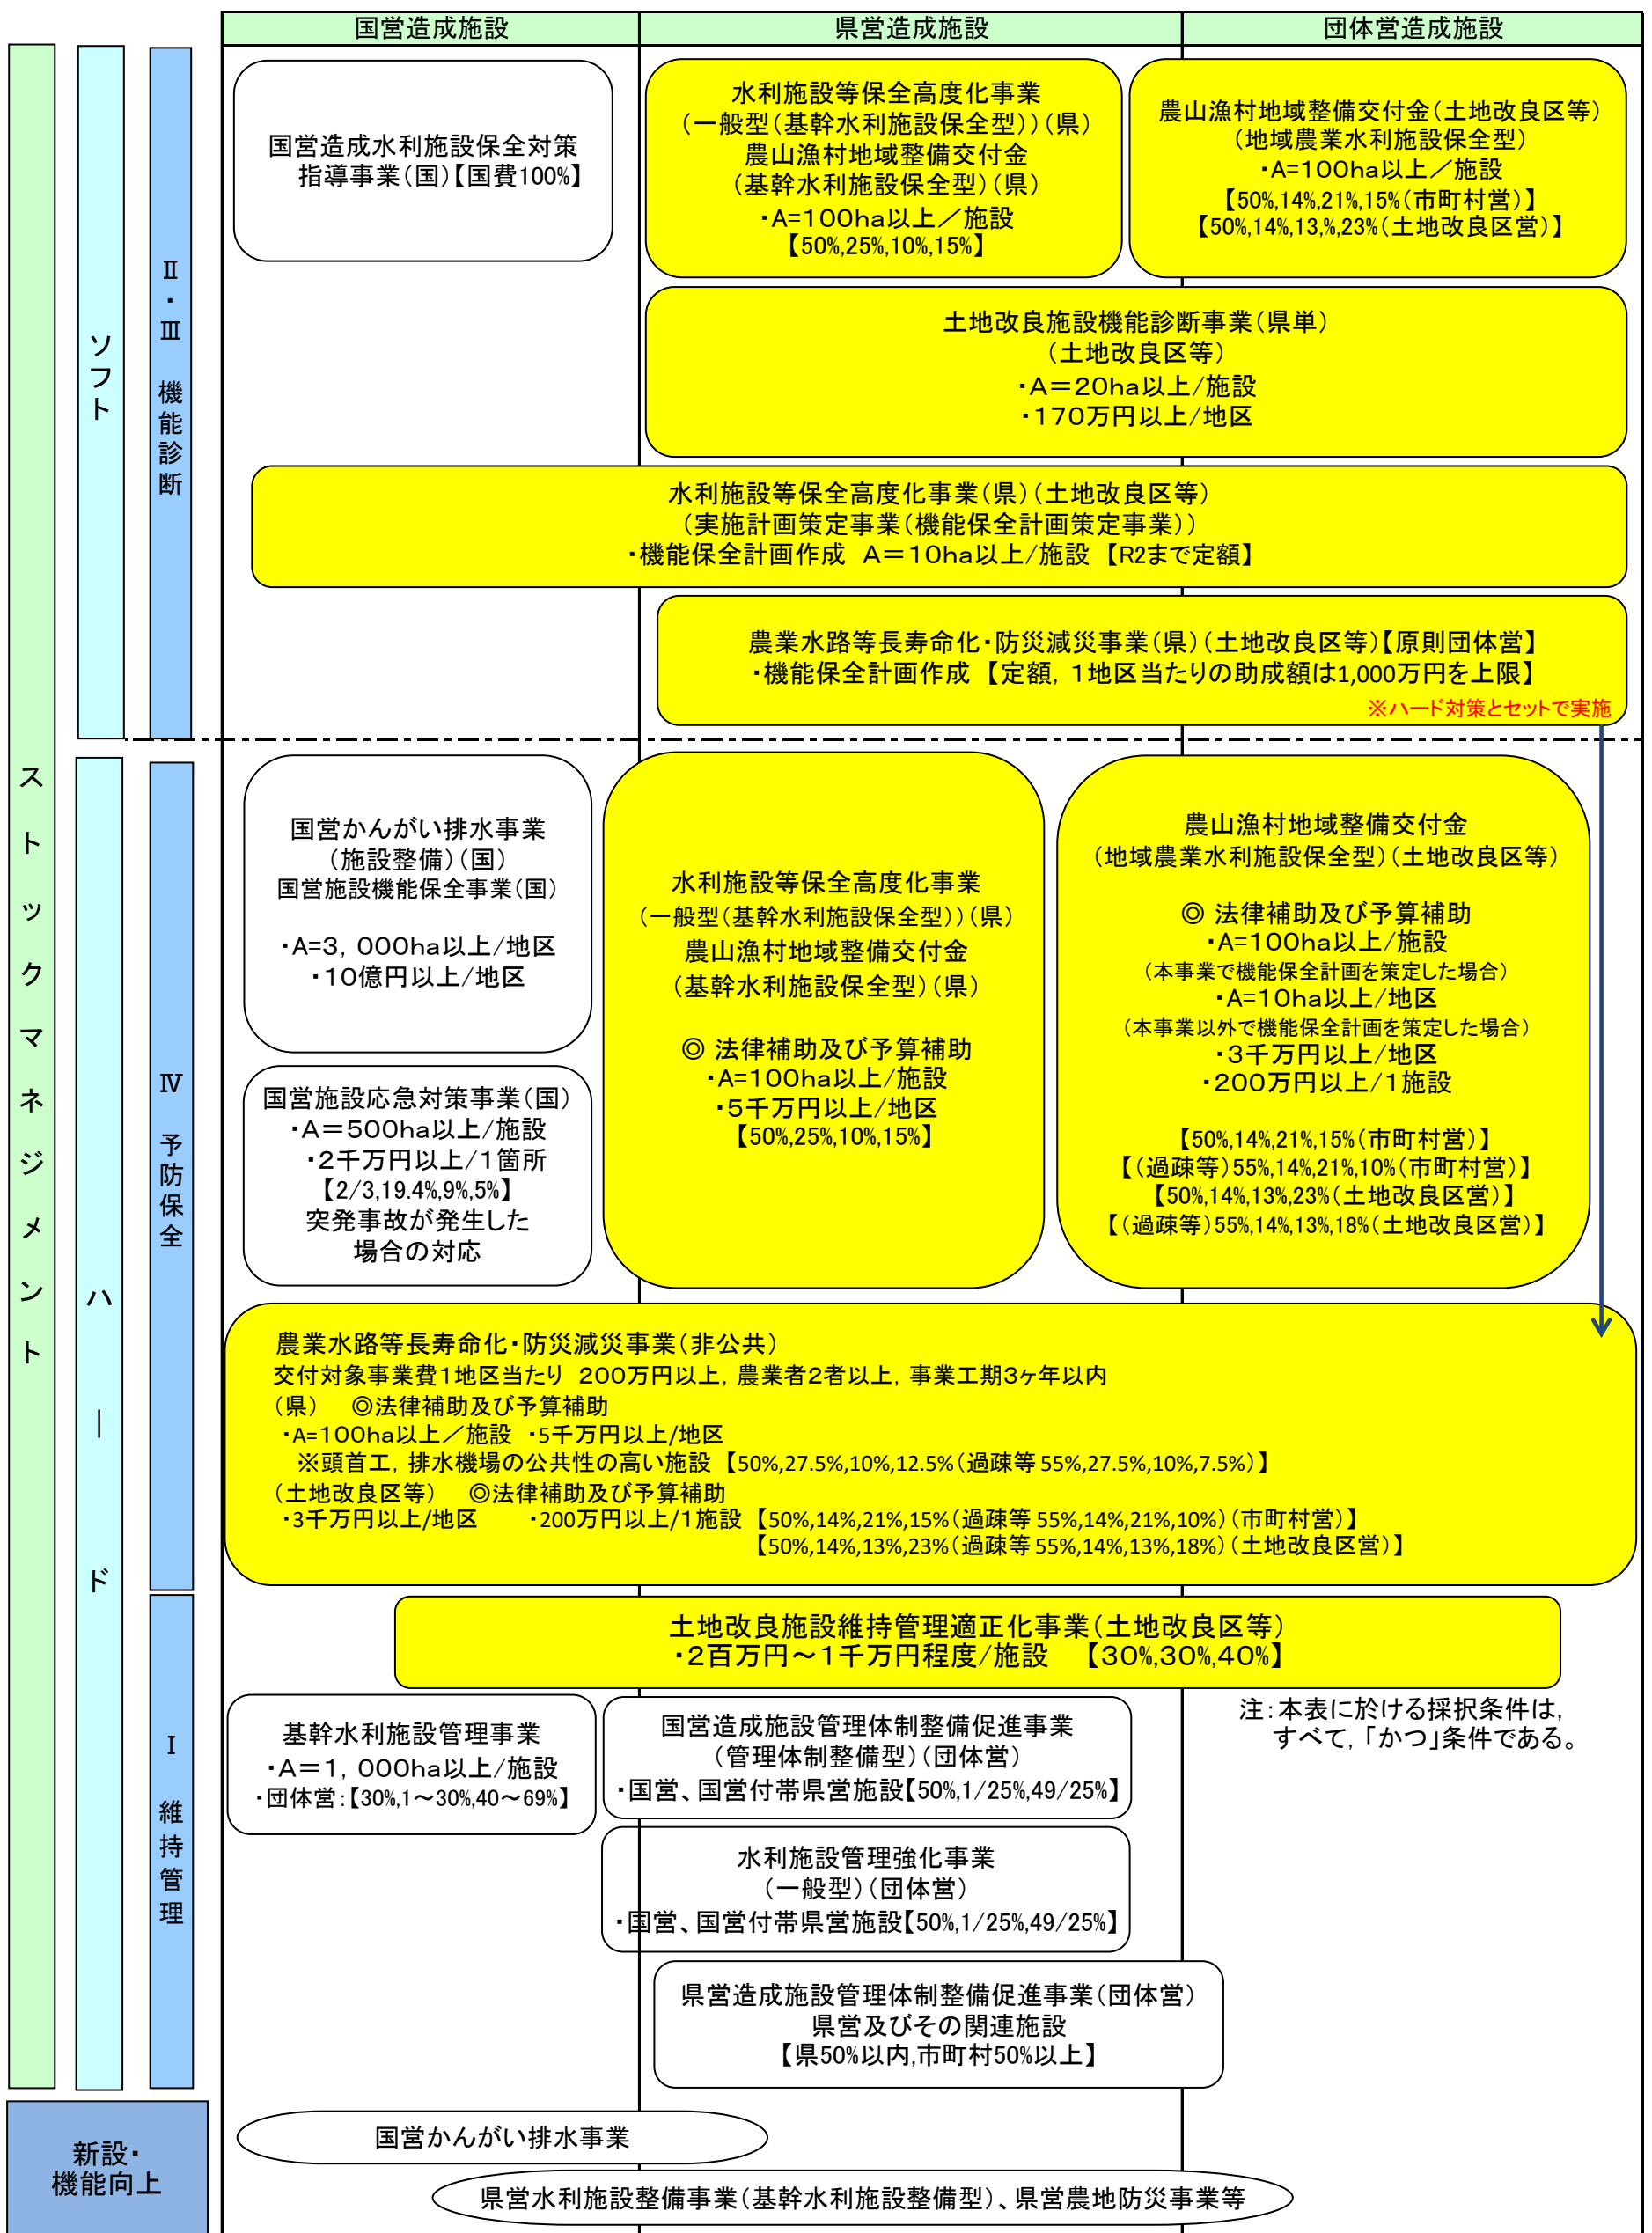 国営造成施設
県営造成施設
団体営造成施設
ストックマネジメント
ソフト
Ⅱ・Ⅲ 機能診断
国営造成水利施設保全対策
指導事業(国)【国費100%】
水利施設等保全高度化事業
(一般型(基幹水利施設保全型))(県)
農山漁村地域整備交付金
(基幹水利施設保全型)(県)
・A=100ha以上/施設
【50%,25%,10%,15%】
農山漁村地域整備交付金(土地改良区等)
(地域農業水利施設保全型)
・A=100ha以上/施設
【50%,14%,21%,15%(市町村営)】
【50%,14%,13,%,23%(土地改良区営)】
土地改良施設機能診断事業(県単)
(土地改良区等)
・A=20ha以上/施設
・170万円以上/地区
水利施設等保全高度化事業(県)(土地改良区等)
(実施計画策定事業(機能保全計画策定事業))
・機能保全計画作成 A=10ha以上/施設 【R2まで定額】
農業水路等長寿命化・防災減災事業(県)(土地改良区等)【原則団体営】
・機能保全計画作成 【定額,1地区当たりの助成額は1,000万円を上限】
※ハード対策とセットで実施
ハード
Ⅳ 予防保全
国営かんがい排水事業
(施設整備)(国)
国営施設機能保全事業(国)
・A=3,000ha以上/地区
・10億円以上/地区
国営施設応急対策事業(国)
・A=500ha以上/施設
・2千万円以上/1箇所
【2/3,19.4%,9%,5%】
突発事故が発生した
場合の対応
水利施設等保全高度化事業
(一般型(基幹水利施設保全型))(県)
農山漁村地域整備交付金
(基幹水利施設保全型)(県)
◎ 法律補助及び予算補助
・A=100ha以上/施設
・5千万円以上/地区
【50%,25%,10%,15%】
農山漁村地域整備交付金
(地域農業水利施設保全型)(土地改良区等)
◎ 法律補助及び予算補助
・A=100ha以上/施設
(本事業で機能保全計画を策定した場合)
・A=10ha以上/地区
(本事業以外で機能保全計画を策定した場合)
・3千万円以上/地区
・200万円以上/1施設
【50%,14%,21%,15%(市町村営)】
【(過疎等)55%,14%,21%,10%(市町村営)】
【50%,14%,13%,23%(土地改良区営)】
【(過疎等)55%,14%,13%,18%(土地改良区営)】
農業水路等長寿命化・防災減災事業(非公共)
交付対象事業費1地区当たり 200万円以上,農業者2者以上,事業工期3ヶ年以内
(県) ◎法律補助及び予算補助
・A=100ha以上/施設 ・5千万円以上/地区
※頭首工,排水機場の公共性の高い施設【50%,27.5%,10%,12.5%(過疎等55%,27.5%,10%,7.5%)】
(土地改良区等) ◎法律補助及び予算補助
・3千万円以上/地区 ・200万円以上/1施設【50%,14%,21%,15%(過疎等55%,14%,21%,10%)(市町村営)】
【50%,14%,13%,23%(過疎等55%,14%,13%,18%)(土地改良区営)】
Ⅰ 維持管理
土地改良施設維持管理適正化事業(土地改良区等)
・2百万円~1千万円程度/施設 【30%,30%,40%】
基幹水利施設管理事業
・A=1,000ha以上/施設
・団体営:【30%,1~30%,40~69%】
国営造成施設管理体制整備促進事業
(管理体制整備型)(団体営)
・国営、国営付帯県営施設【50%,1/25%,49/25%】
注:本表に於ける採択条件は,
すべて,「かつ」条件である。
水利施設管理強化事業
(一般型)(団体営)
・国営、国営付帯県営施設【50%,1/25%,49/25%】
県営造成施設管理体制整備促進事業(団体営)
県営及びその関連施設
【県50%以内,市町村50%以上】
新設・
機能向上
国営かんがい排水事業
県営水利施設整備事業(基幹水利施設整備型)、県営農地防災事業等